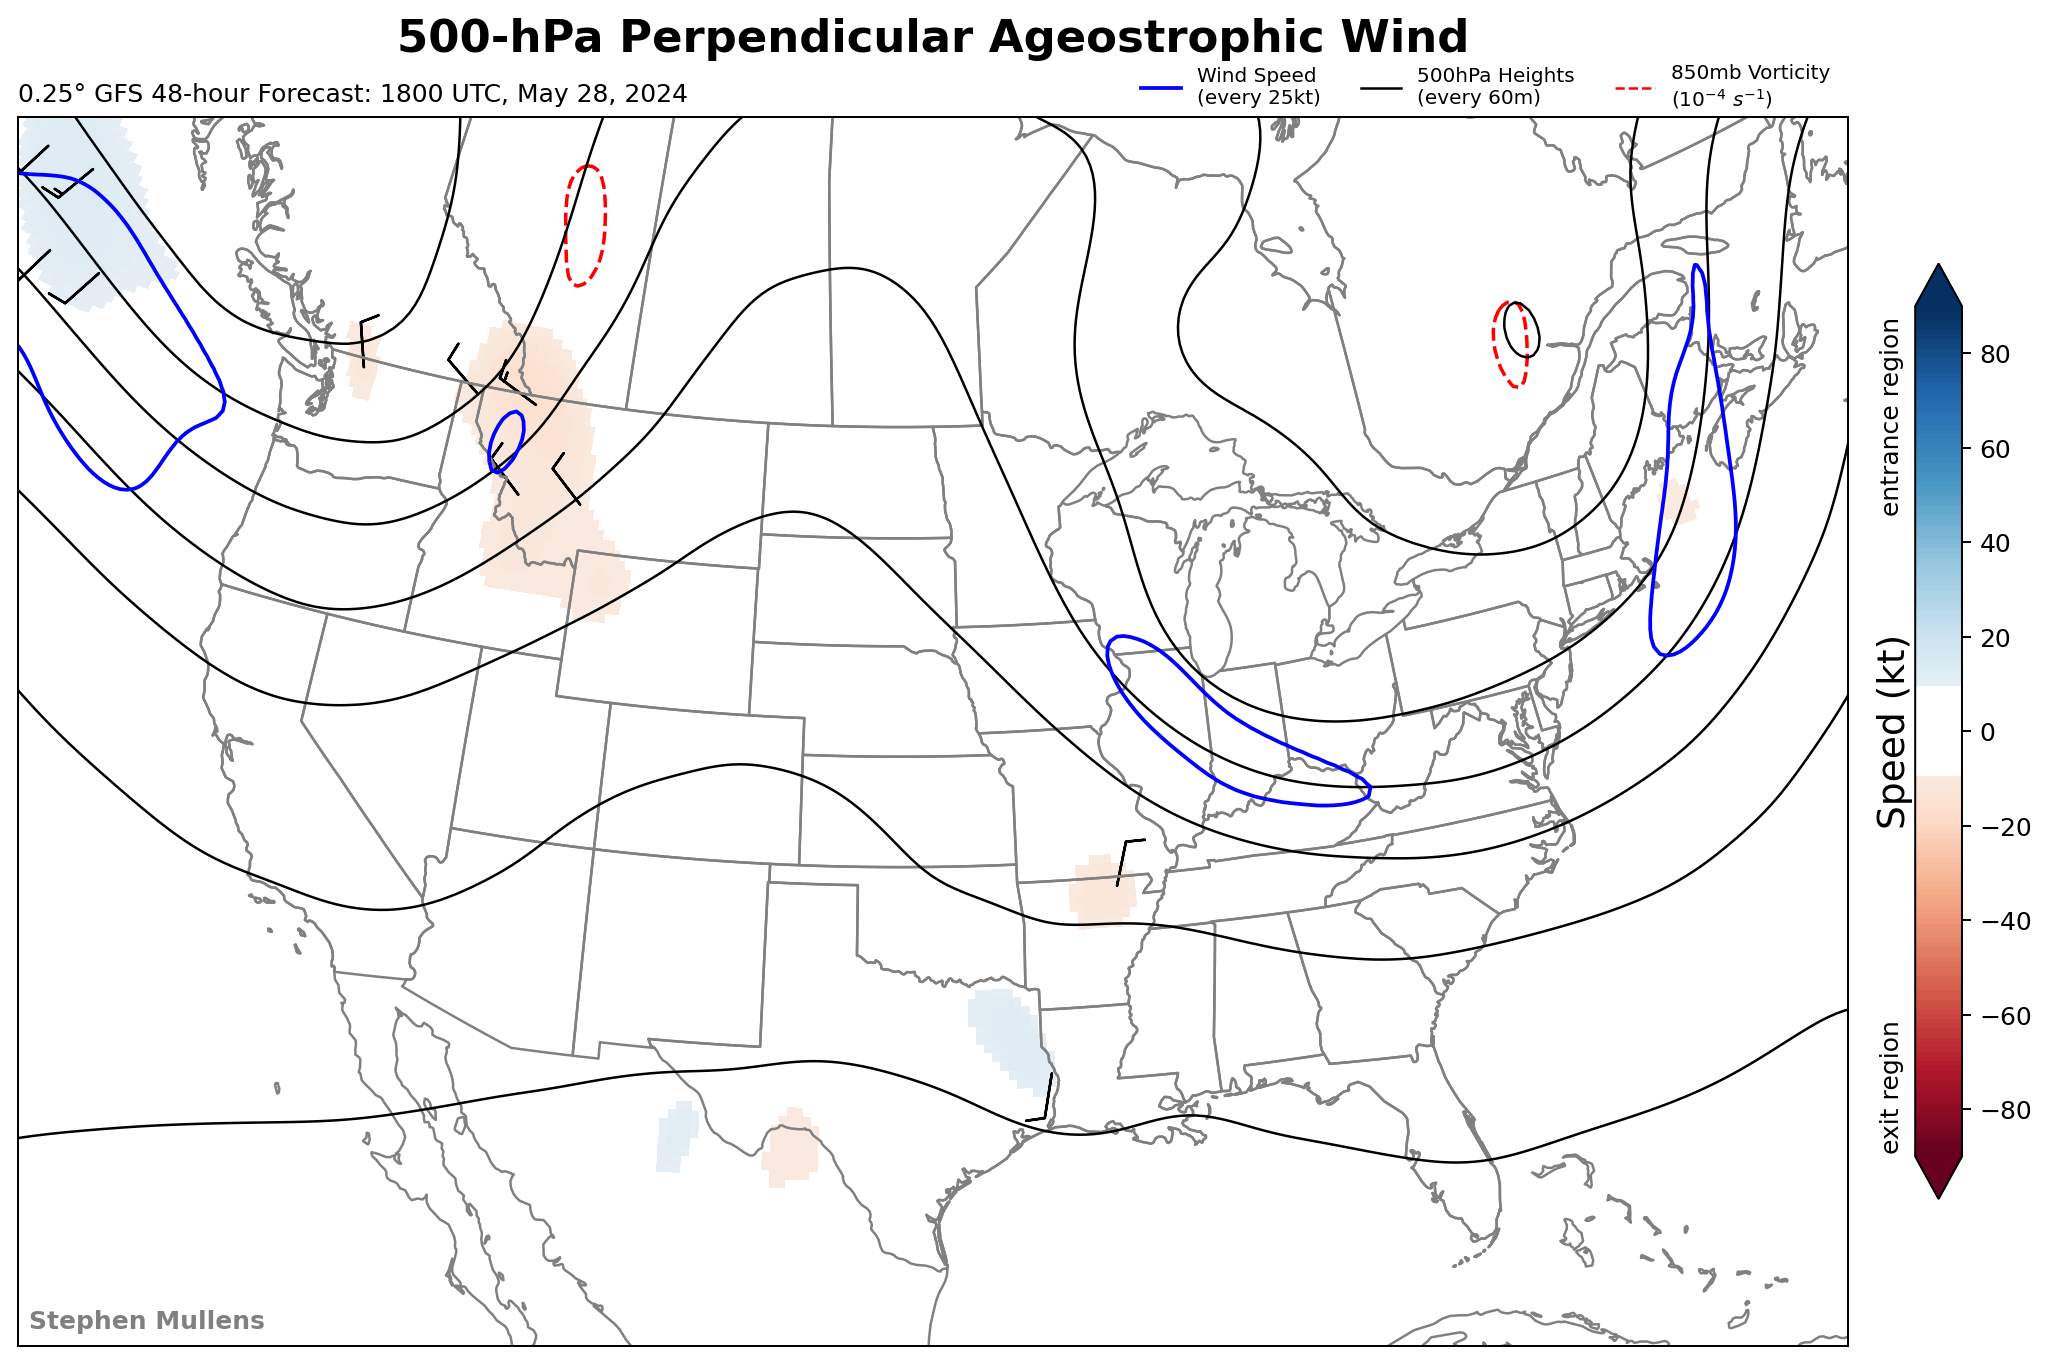 500-hPa Perpendicular Ageostrophic Wind
0.25° GFS 48-hour Forecast: 1800 UTC, May 28, 2024
Wind Speed
(every 25kt)
500hPa Heights
(every 60m)
850mb Vorticity
(10⁻⁴ s⁻¹)
entrance region
Speed (kt)
exit region
80
60
40
20
0
−20
−40
−60
−80
Stephen Mullens